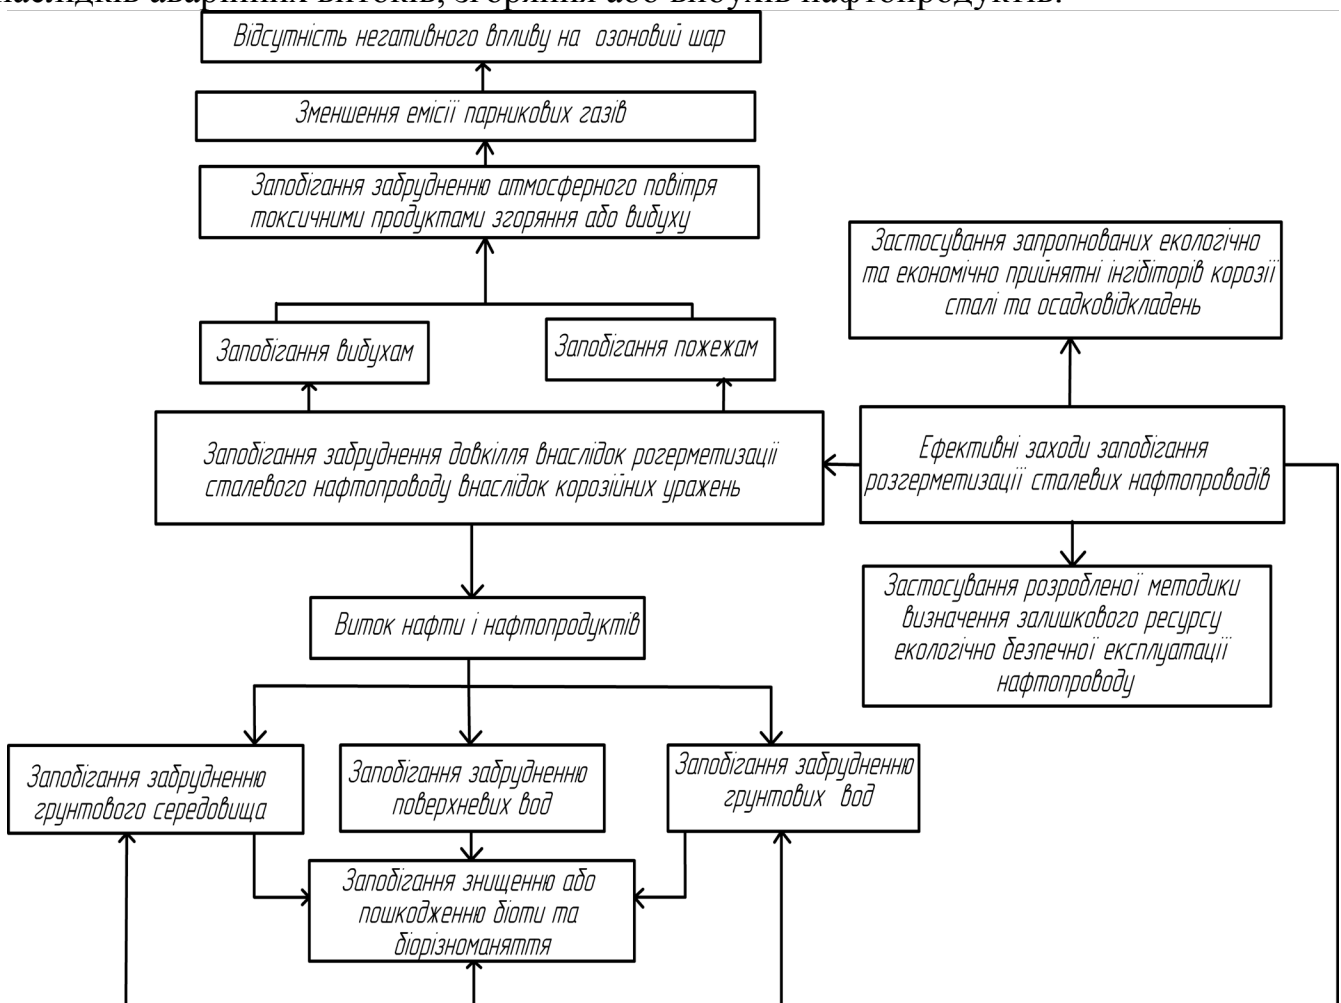 наслідків аварійних витоків, згоряння або вибухів нафтопродуктів.
Відсутність негативного впливу на озоновий шар
Зменшення емісії парникових газів
Запобігання забрудненню атмосферного повітря
токсичними продуктами згоряння або вибуху
Застосування запропнованих екологічно
та економічно прийнятні інгібіторів корозії
сталі та осадковідкладень
Запобігання вибухам
Запобігання пожежам
Запобігання забруднення довкілля внаслідок рогерметизації
сталевого нафтопроводу внаслідок корозійних уражень
Ефективні заходи запобігання
розгерметизації сталевих нафтопроводів
Застосування розробленої методики
визначення залишкового ресурсу
екологічно безпечної експлуатації
нафтопроводу
Виток нафти і нафтопродуктів
Запобігання забрудненню
грунтового середовища
Запобігання забрудненню
поверхневих вод
Запобігання забрудненню
грунтових вод
Запобігання знищенню або
пошкодженню біоти та
біорізноманяття